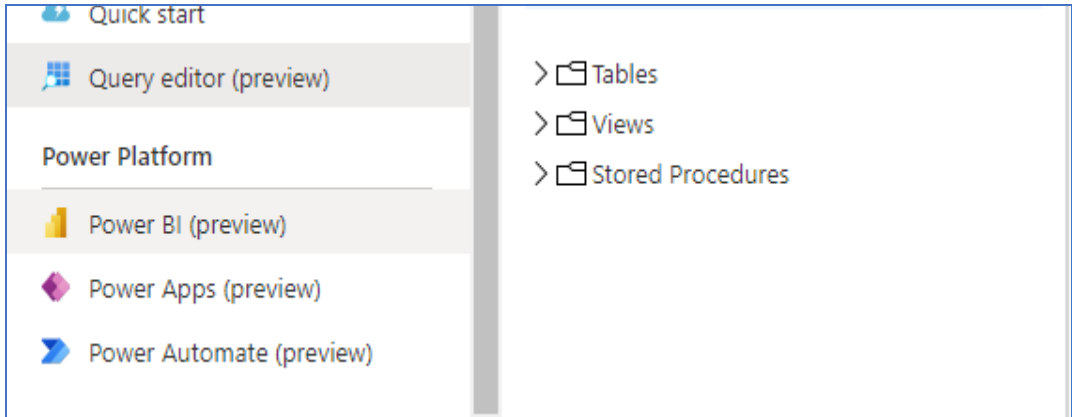 Quick start
Query editor (preview)
Power Platform
Power BI (preview)
Power Apps (preview)
Power Automate (preview)
Tables
Views
Stored Procedures